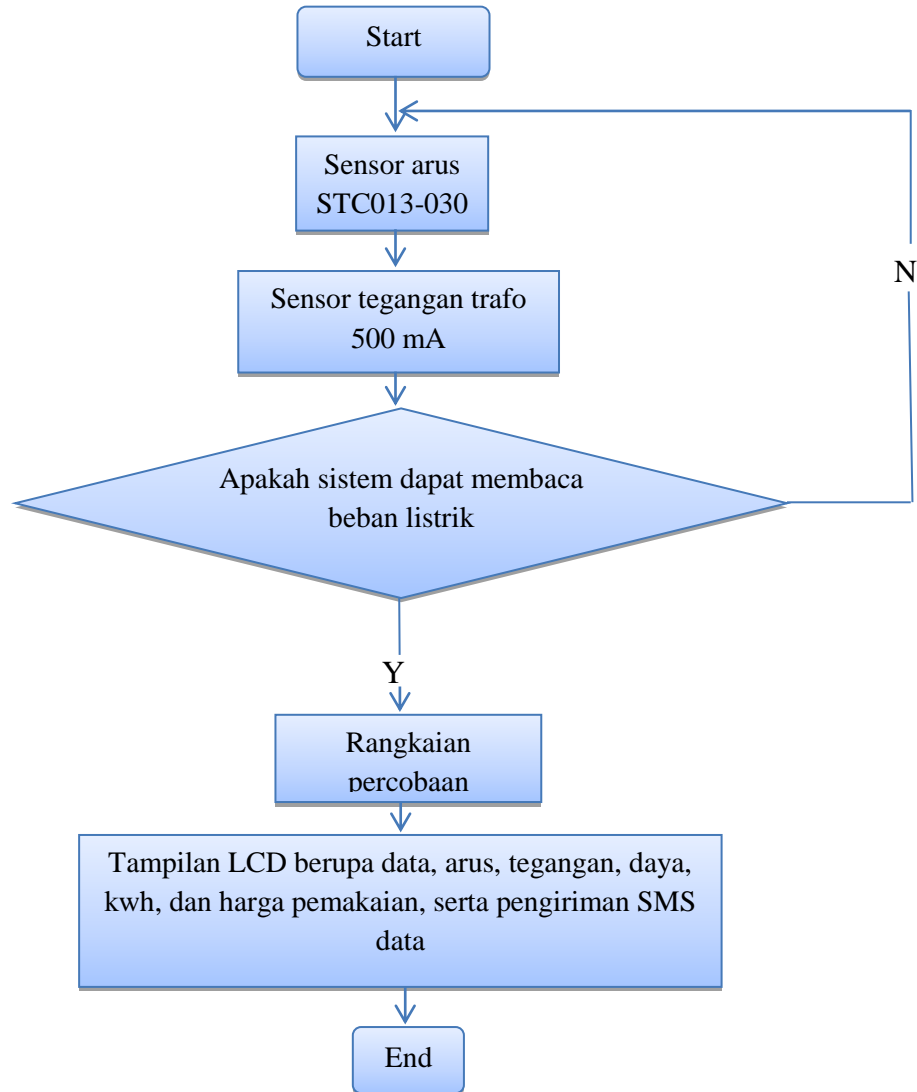 Start
Sensor arus
STC013-030
Sensor tegangan trafo
500 mA
N
Apakah sistem dapat membaca
beban listrik
Y
Rangkaian
percobaan
Tampilan LCD berupa data, arus, tegangan, daya,
kwh, dan harga pemakaian, serta pengiriman SMS
data
End